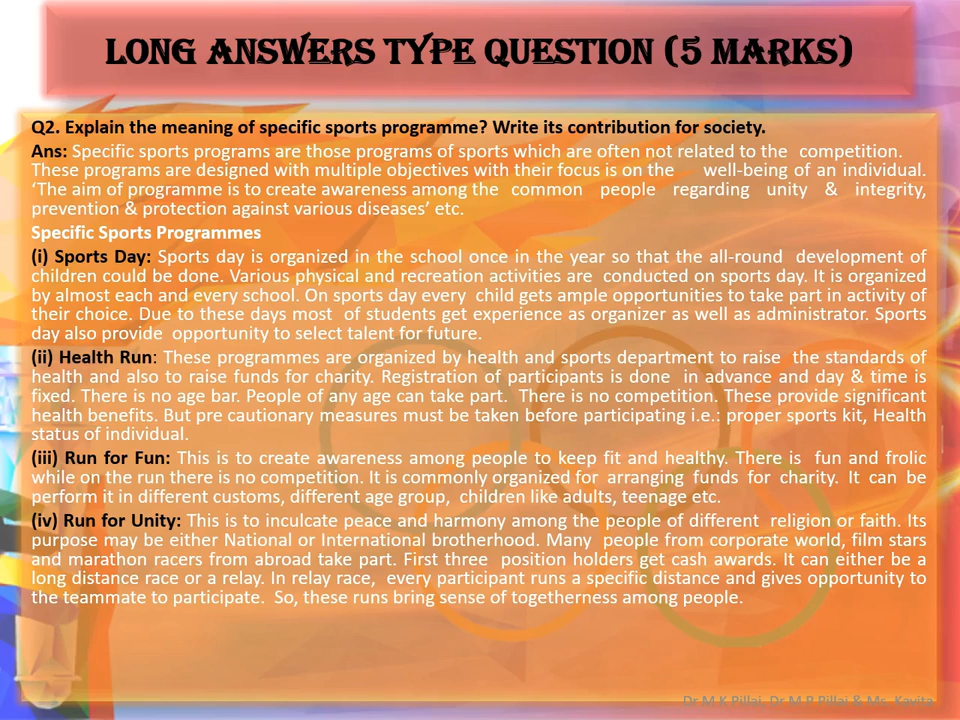 LONG ANSWERS TYPE QUESTION (5 MARKS)
Q2. Explain the meaning of specific sports programme? Write its contribution for society.
Ans: Specific sports programs are those programs of sports which are often not related to the competition.
These programs are designed with multiple objectives with their focus is on the well-being of an individual.
‘The aim of programme is to create awareness among the common people regarding unity & integrity,
prevention & protection against various diseases’ etc.
Specific Sports Programmes
(i) Sports Day: Sports day is organized in the school once in the year so that the all-round development of
children could be done. Various physical and recreation activities are conducted on sports day. It is organized
by almost each and every school. On sports day every child gets ample opportunities to take part in activity of
their choice. Due to these days most of students get experience as organizer as well as administrator. Sports
day also provide opportunity to select talent for future.
(ii) Health Run: These programmes are organized by health and sports department to raise the standards of
health and also to raise funds for charity. Registration of participants is done in advance and day & time is
fixed. There is no age bar. People of any age can take part. There is no competition. These provide significant
health benefits. But pre cautionary measures must be taken before participating i.e.: proper sports kit, Health
status of individual.
(iii) Run for Fun: This is to create awareness among people to keep fit and healthy. There is fun and frolic
while on the run there is no competition. It is commonly organized for arranging funds for charity. It can be
perform it in different customs, different age group, children like adults, teenage etc.
(iv) Run for Unity: This is to inculcate peace and harmony among the people of different religion or faith. Its
purpose may be either National or International brotherhood. Many people from corporate world, film stars
and marathon racers from abroad take part. First three position holders get cash awards. It can either be a
long distance race or a relay. In relay race, every participant runs a specific distance and gives opportunity to
the teammate to participate. So, these runs bring sense of togetherness among people.
Dr M K Pillai, Dr M P Pillai & Ms. Kavita